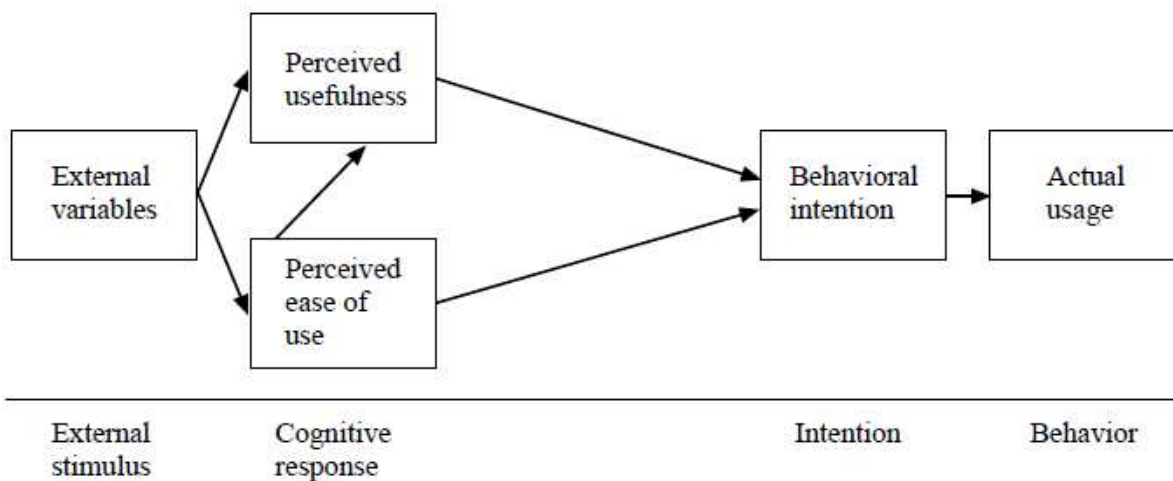 Perceived
usefulness
External
variables
Behavioral
intention
Actual
usage
Perceived
ease of
use
External
stimulus
Cognitive
response
Intention
Behavior